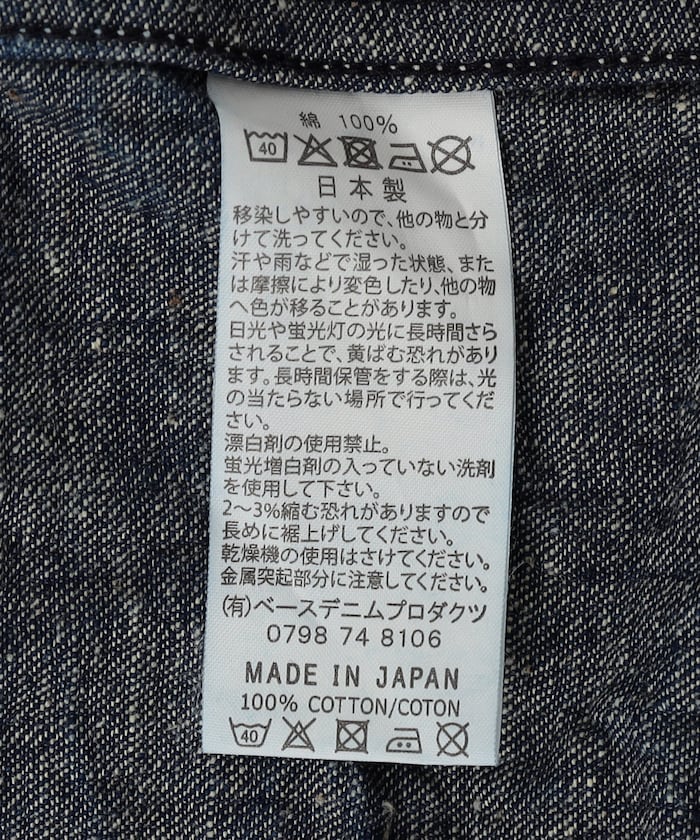 綿 100%
40
日本製
移染しやすいので、他の物と分
けて洗ってください。
汗や雨などで湿った状態、また
は摩擦により変色したり、他の物
へ色が移ることがあります。
日光や蛍光灯の光に長時間さら
されることで、黄ばむ恐れがあり
ます。長時間保管をする際は、光
の当たらない場所で行ってくだ
さい。
漂白剤の使用禁止。
蛍光増白剤の入っていない洗剤
を使用して下さい。
2〜3%縮む恐れがありますので
長めに裾上げしてください。
乾燥機の使用はさけてください。
金属突起部分に注意してください。
(有)ベースデニムプロダクツ
0798 74 8106
MADE IN JAPAN
100% COTTON/COTON
40